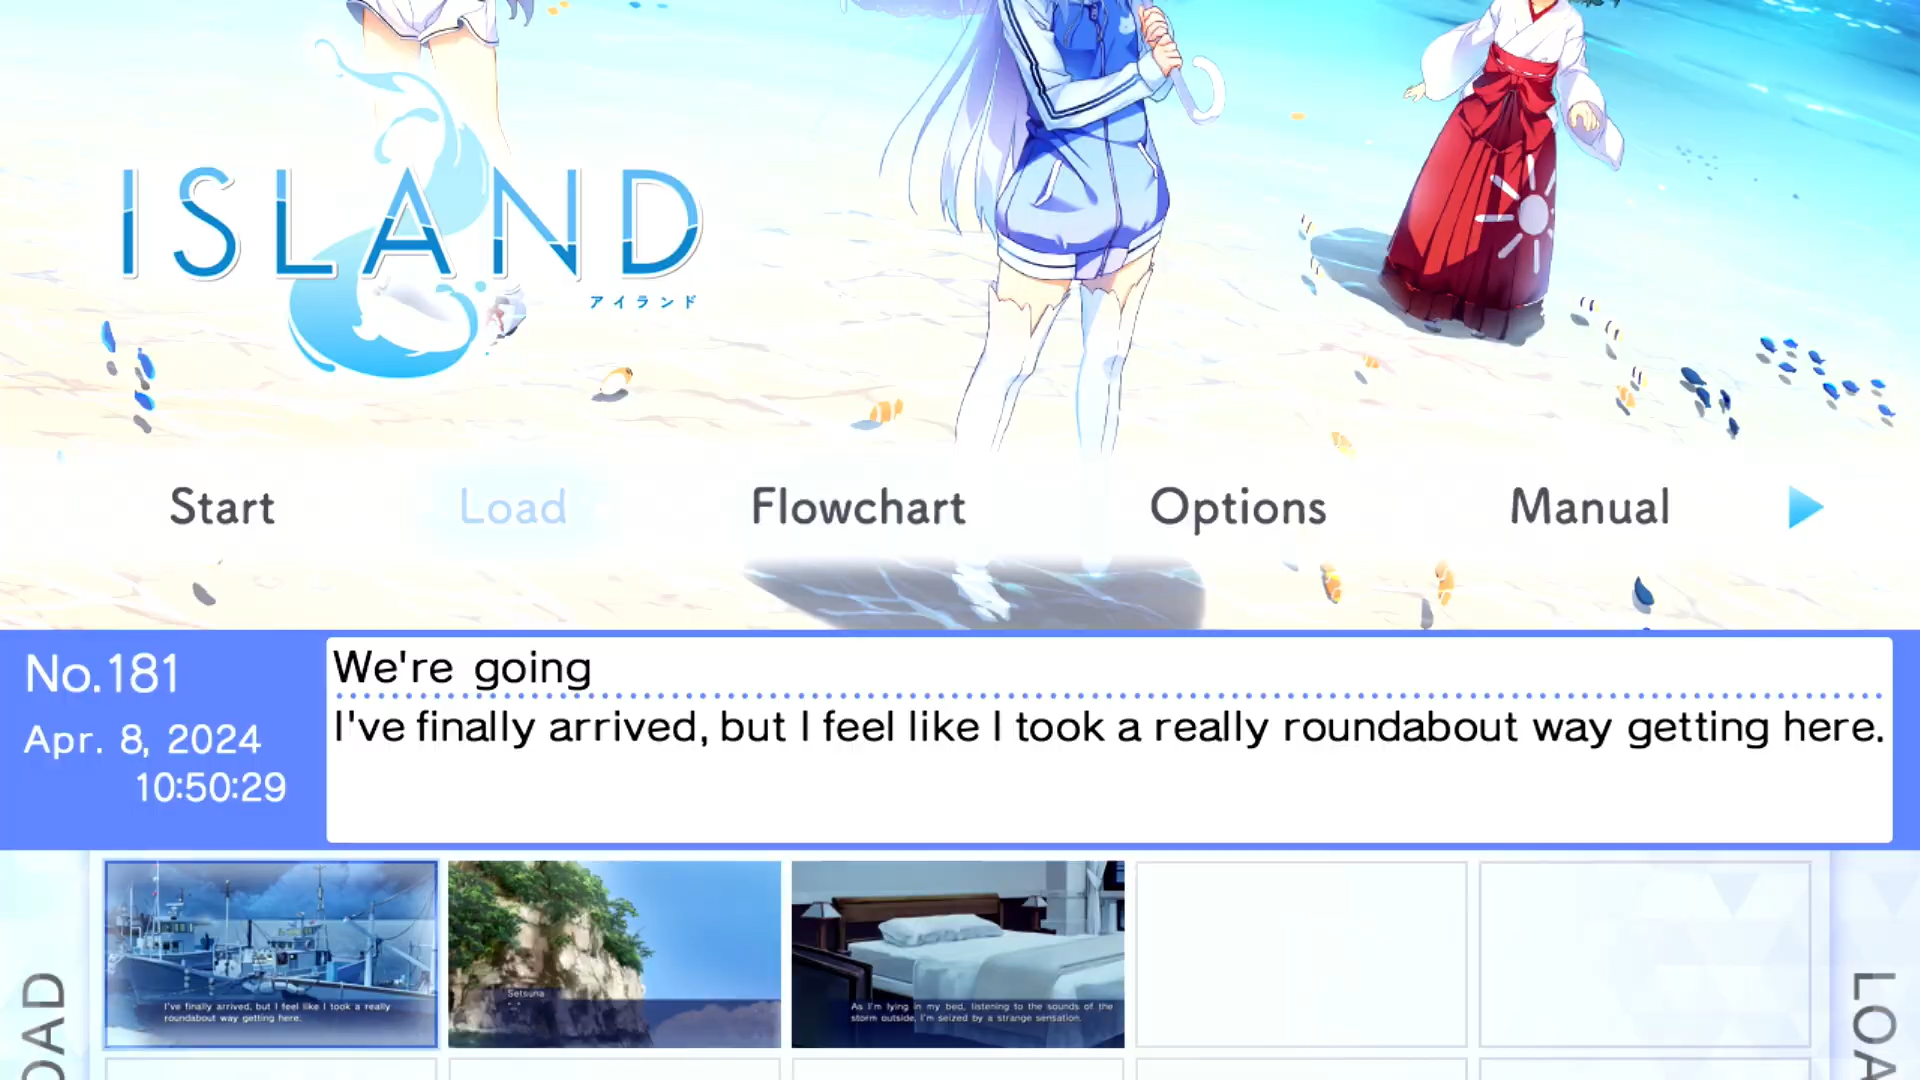 ISLAND
アイランド
Start
Load
Flowchart
Options
Manual
No.181
Apr. 8, 2024
10:50:29
We're going
I've finally arrived, but I feel like I took a really roundabout way getting here.
I've finally arrived, but I feel like I took a really
roundabout way getting here.
Setsuna
As I'm lying in my bed, listening to the sounds of the
storm outside, I'm seized by a strange sensation.
OAD
LOA